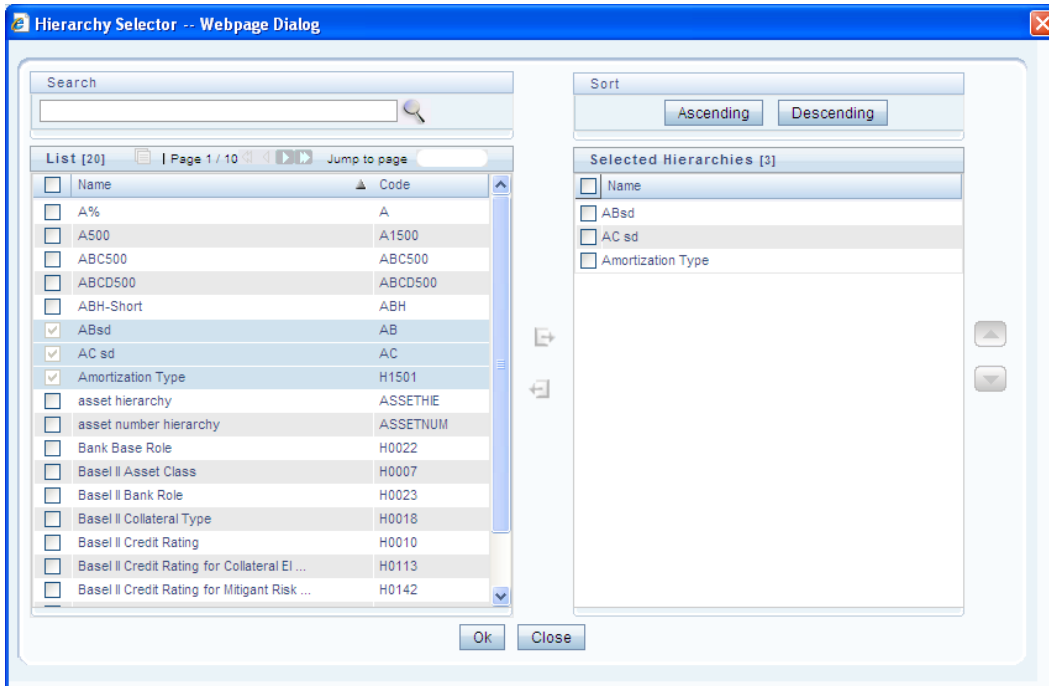 Hierarchy Selector -- Webpage Dialog
Search
Sort
Ascending Descending
List [20] | Page 1 / 10 Jump to page
Selected Hierarchies [3]
Name Code
Name
A% A
A500 A1500
ABC500 ABC500
ABCD500 ABCD500
ABH-Short ABH
ABsd AB
AC sd AC
Amortization Type H1501
asset hierarchy ASSETHIE
asset number hierarchy ASSETNUM
Bank Base Role H0022
Basel II Asset Class H0007
Basel II Bank Role H0023
Basel II Collateral Type H0018
Basel II Credit Rating H0010
Basel II Credit Rating for Collateral El ... H0113
Basel II Credit Rating for Mitigant Risk ... H0142
ABsd
AC sd
Amortization Type
Ok Close